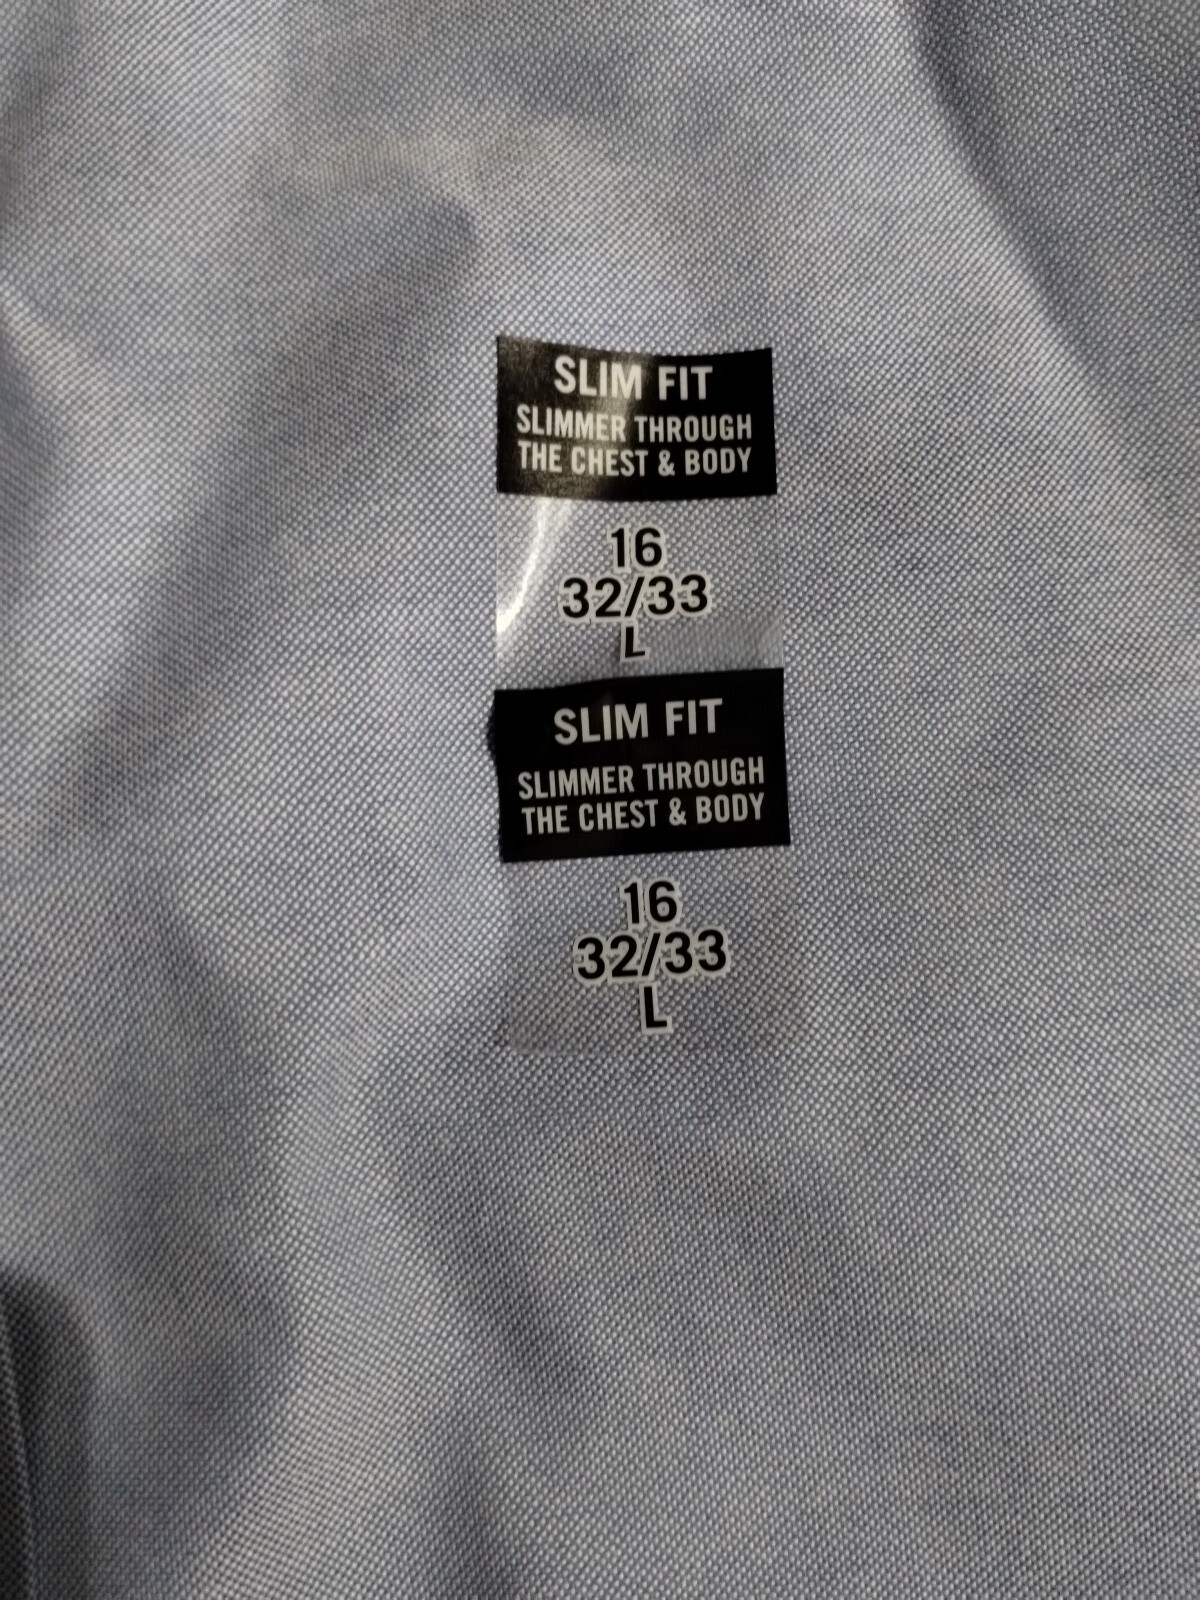 SLIM FIT
SLIMMER THROUGH
THE CHEST & BODY
16
32/33
L
SLIM FIT
SLIMMER THROUGH
THE CHEST & BODY
16
32/33
L